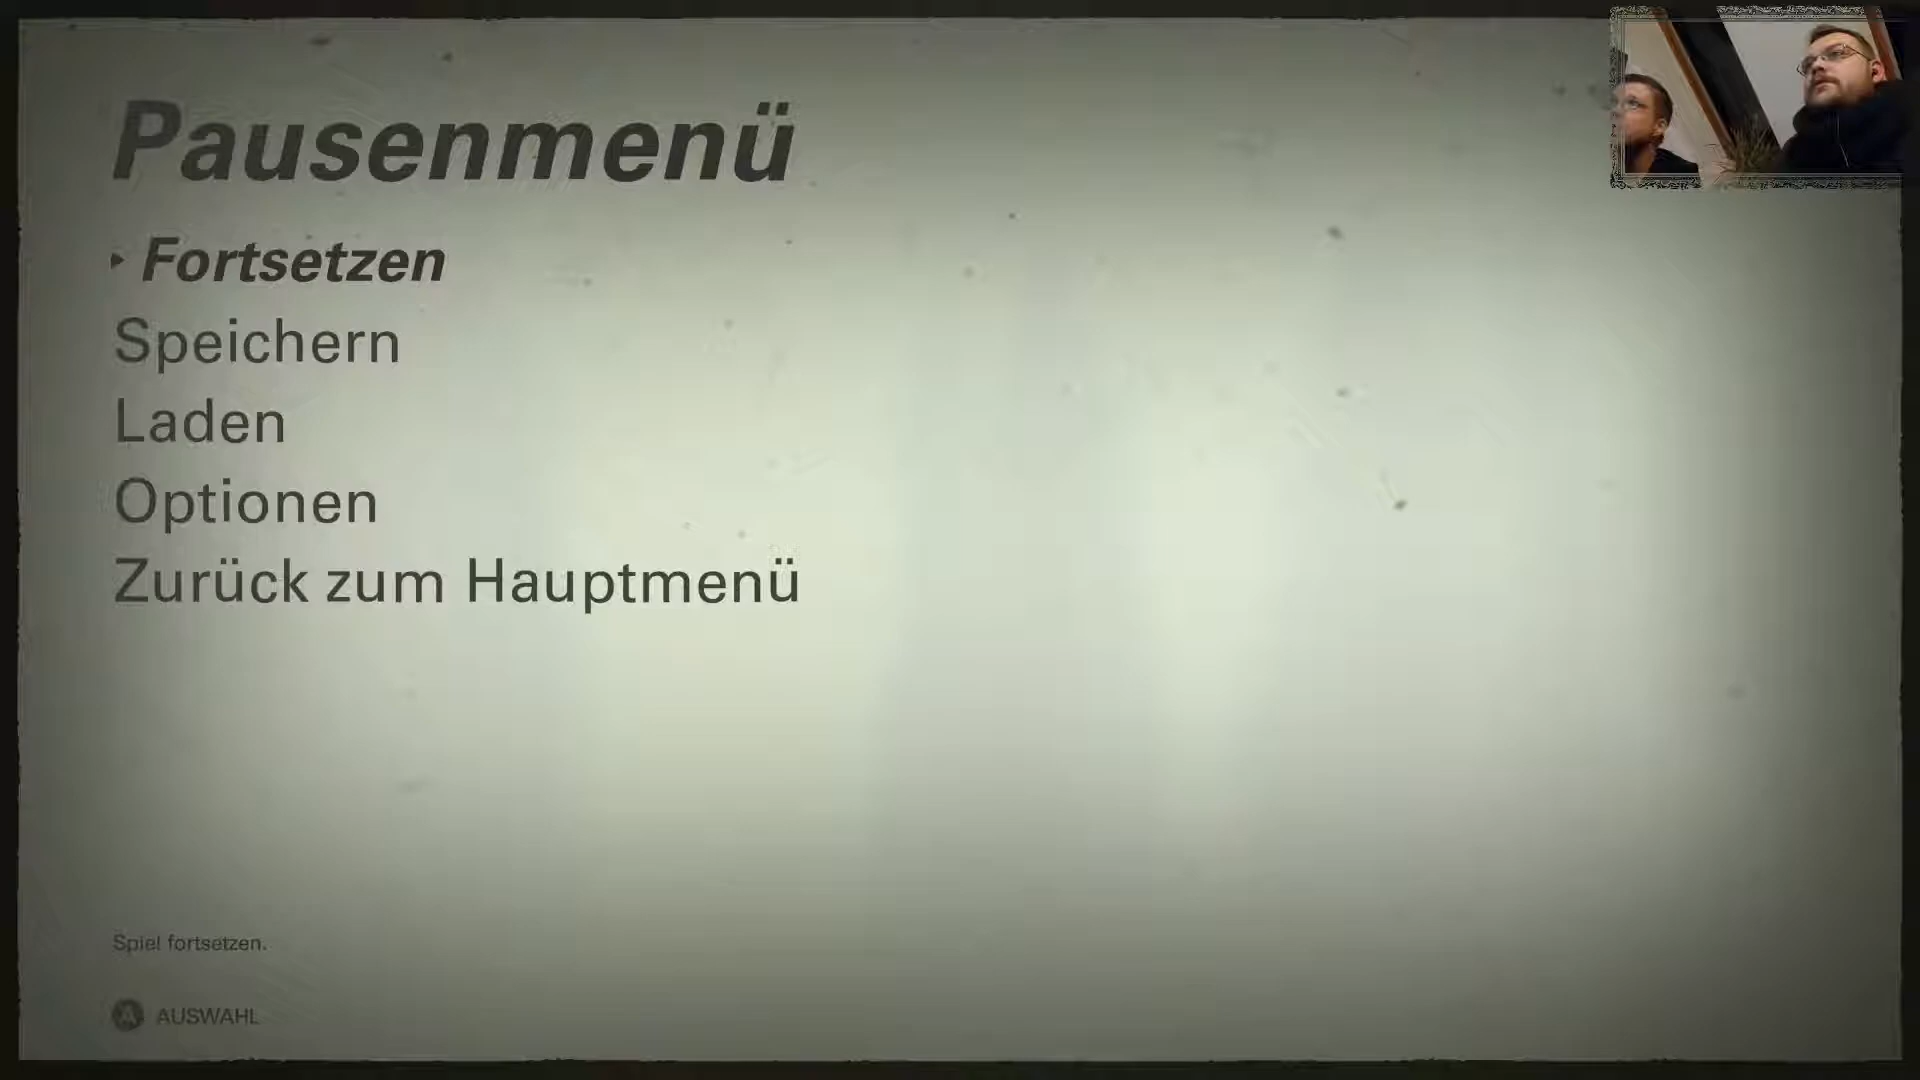 Pausenmenü
Fortsetzen
Speichern
Laden
Optionen
Zurück zum Hauptmenü
Spiel fortsetzen.
A AUSWAHL